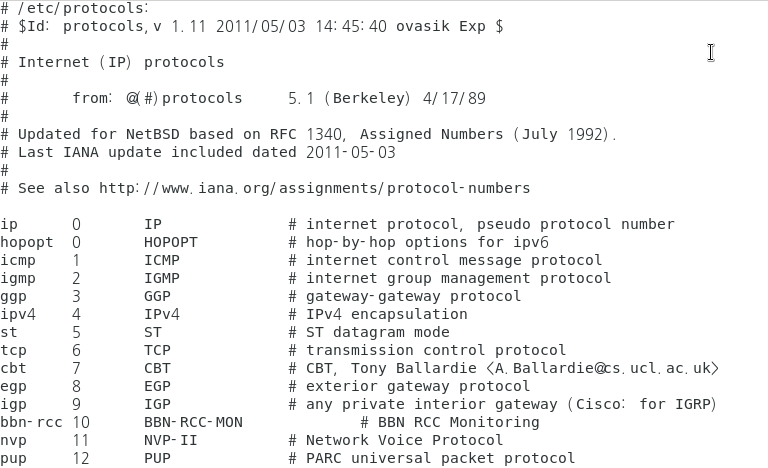 # /etc/protocols:
# $Id: protocols,v 1.11 2011/05/03 14:45:40 ovasik Exp $
#
# Internet (IP) protocols
#
#       from: @(#)protocols     5.1 (Berkeley) 4/17/89
#
# Updated for NetBSD based on RFC 1340, Assigned Numbers (July 1992).
# Last IANA update included dated 2011-05-03
#
# See also http://www.iana.org/assignments/protocol-numbers

ip      0       IP              # internet protocol, pseudo protocol number
hopopt  0       HOPOPT          # hop-by-hop options for ipv6
icmp    1       ICMP            # internet control message protocol
igmp    2       IGMP            # internet group management protocol
ggp     3       GGP             # gateway-gateway protocol
ipv4    4       IPv4            # IPv4 encapsulation
st      5       ST              # ST datagram mode
tcp     6       TCP             # transmission control protocol
cbt     7       CBT             # CBT, Tony Ballardie <A.Ballardie@cs.ucl.ac.uk>
egp     8       EGP             # exterior gateway protocol
igp     9       IGP             # any private interior gateway (Cisco: for IGRP)
bbn-rcc 10      BBN-RCC-MON             # BBN RCC Monitoring
nvp     11      NVP-II          # Network Voice Protocol
pup     12      PUP             # PARC universal packet protocol